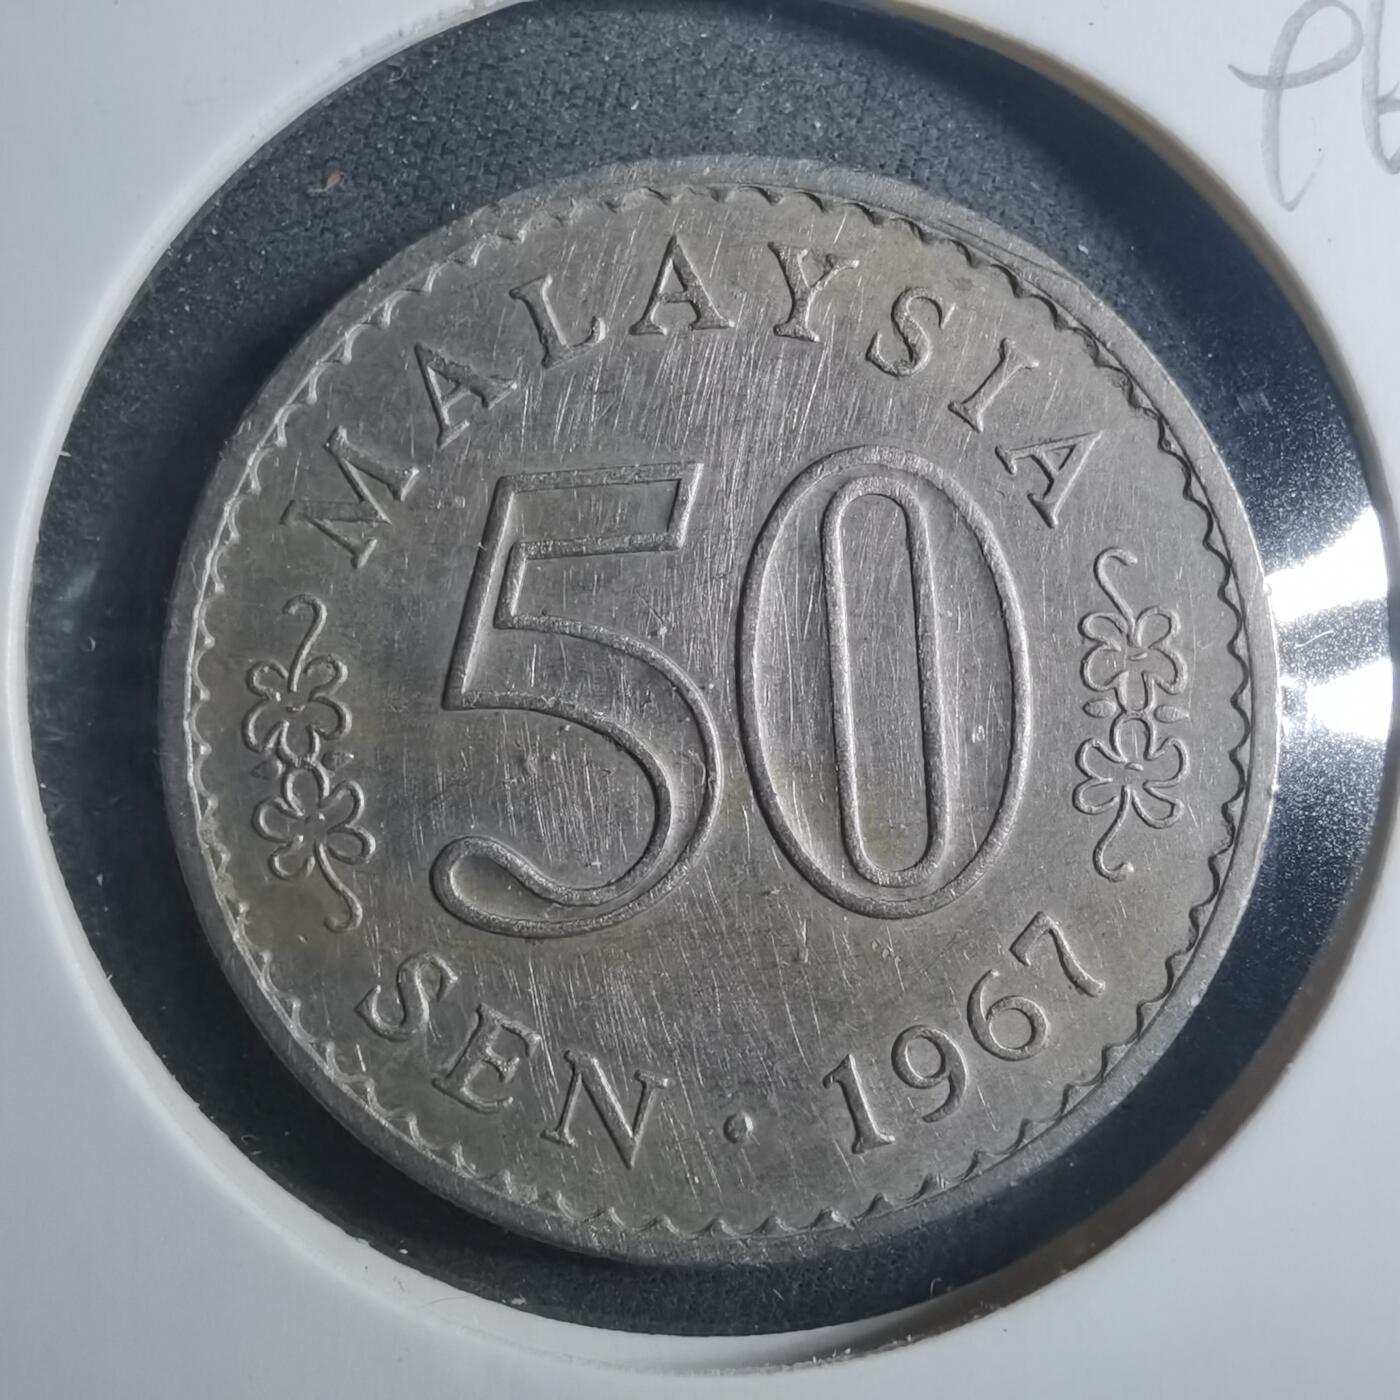 MALAYSIA
50
SEN · 1967